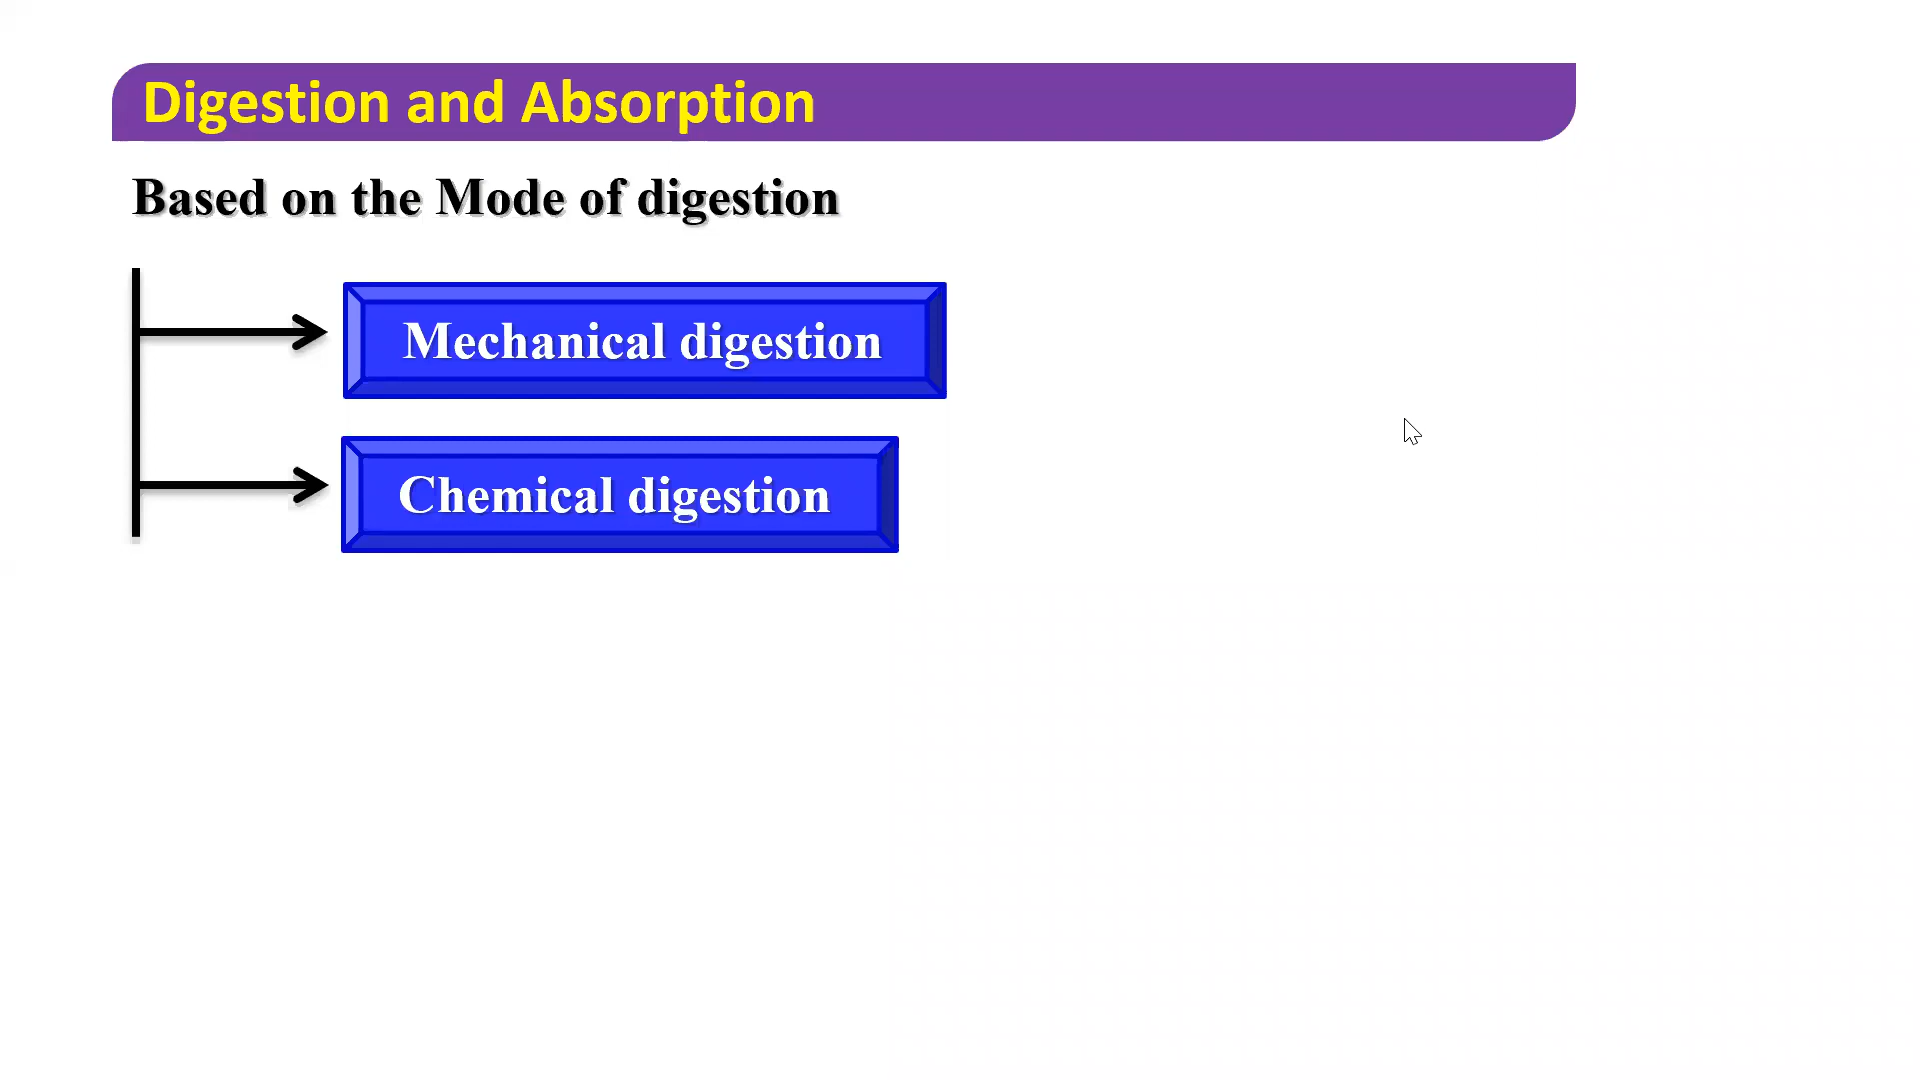 Digestion and Absorption
Based on the Mode of digestion
Mechanical digestion
Chemical digestion